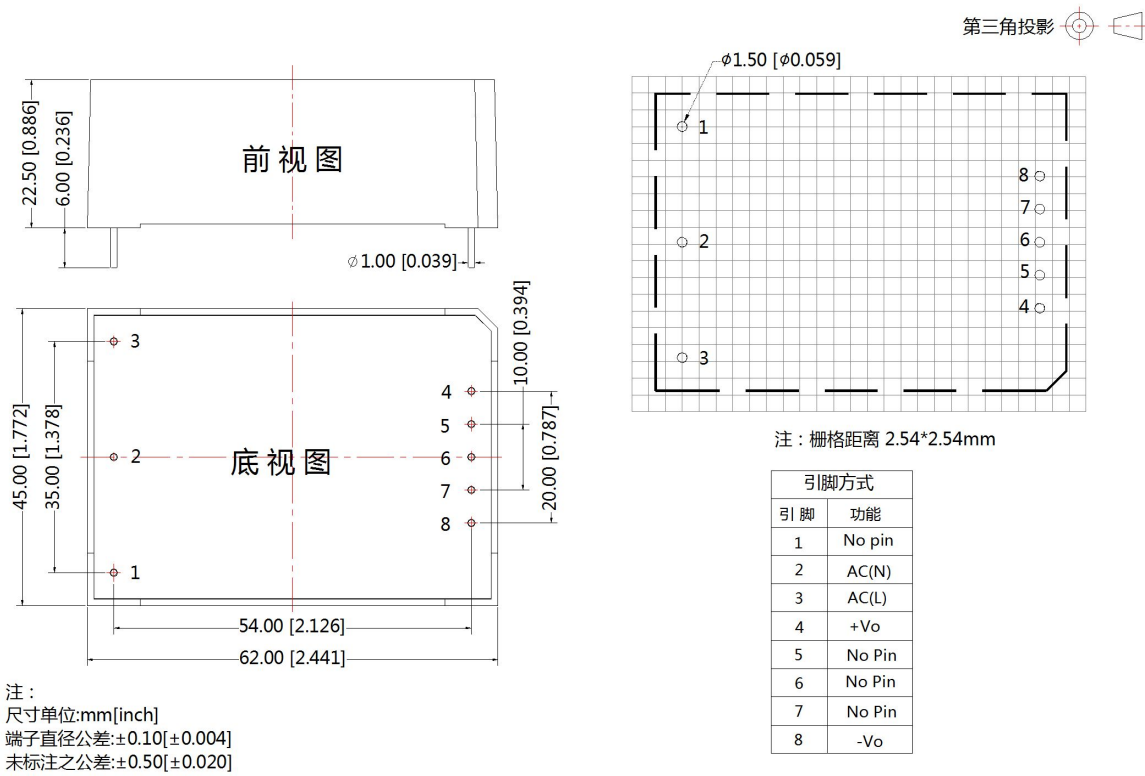 第三角投影
22.50 [0.886]
6.00 [0.236]
前视图
⌀1.00 [0.039]
⌀1.50 [⌀0.059]
1
2
3
8
7
6
5
4
注：栅格距离 2.54*2.54mm
45.00 [1.772]
35.00 [1.378]
3
2
1
底视图
4
5
6
7
8
10.00 [0.394]
20.00 [0.787]
54.00 [2.126]
62.00 [2.441]
引脚方式
引 脚 功能
1 No pin
2 AC(N)
3 AC(L)
4 +Vo
5 No Pin
6 No Pin
7 No Pin
8 -Vo
注：
尺寸单位:mm[inch]
端子直径公差:±0.10[±0.004]
未标注之公差:±0.50[±0.020]